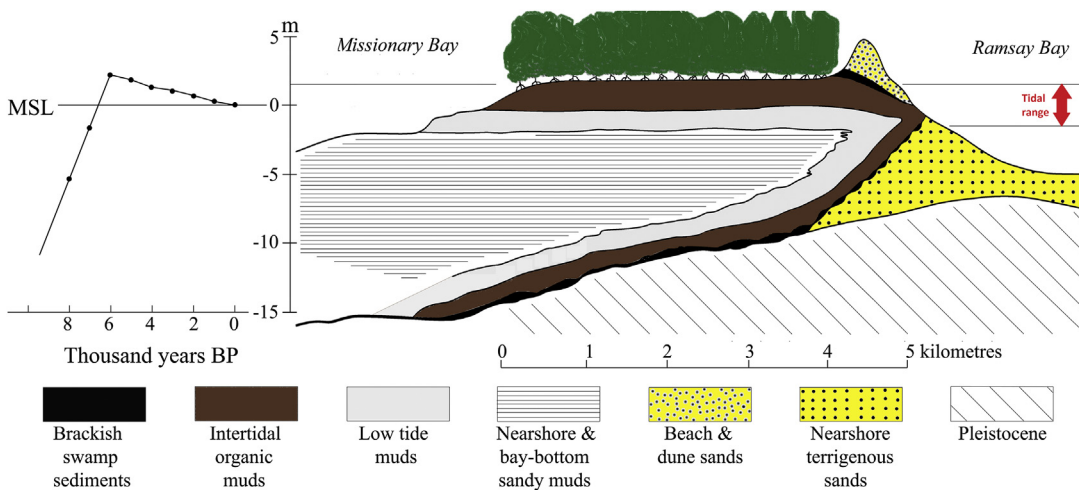 5
m
Missionary Bay
Ramsay Bay
MSL
0
Tidal
range
-5
-10
-15
8 6 4 2 0
Thousand years BP
0 1 2 3 4 5 kilometres
Brackish
swamp
sediments
Intertidal
organic
muds
Low tide
muds
Nearshore &
bay-bottom
sandy muds
Beach &
dune sands
Nearshore
terrigenous
sands
Pleistocene